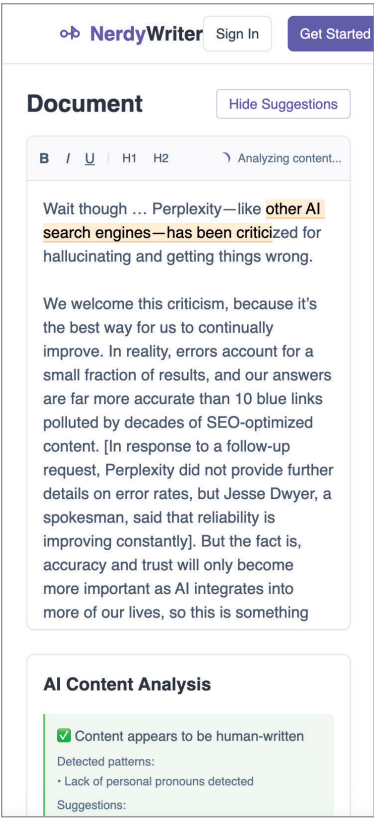 NerdyWriter Sign In Get Started
Document Hide Suggestions
B I U H1 H2 Analyzing content...
Wait though … Perplexity—like other AI
search engines—has been criticized for
hallucinating and getting things wrong.
We welcome this criticism, because it’s
the best way for us to continually
improve. In reality, errors account for a
small fraction of results, and our answers
are far more accurate than 10 blue links
polluted by decades of SEO-optimized
content. [In response to a follow-up
request, Perplexity did not provide further
details on error rates, but Jesse Dwyer, a
spokesman, said that reliability is
improving constantly]. But the fact is,
accuracy and trust will only become
more important as AI integrates into
more of our lives, so this is something
AI Content Analysis
✅ Content appears to be human-written
Detected patterns:
• Lack of personal pronouns detected
Suggestions: